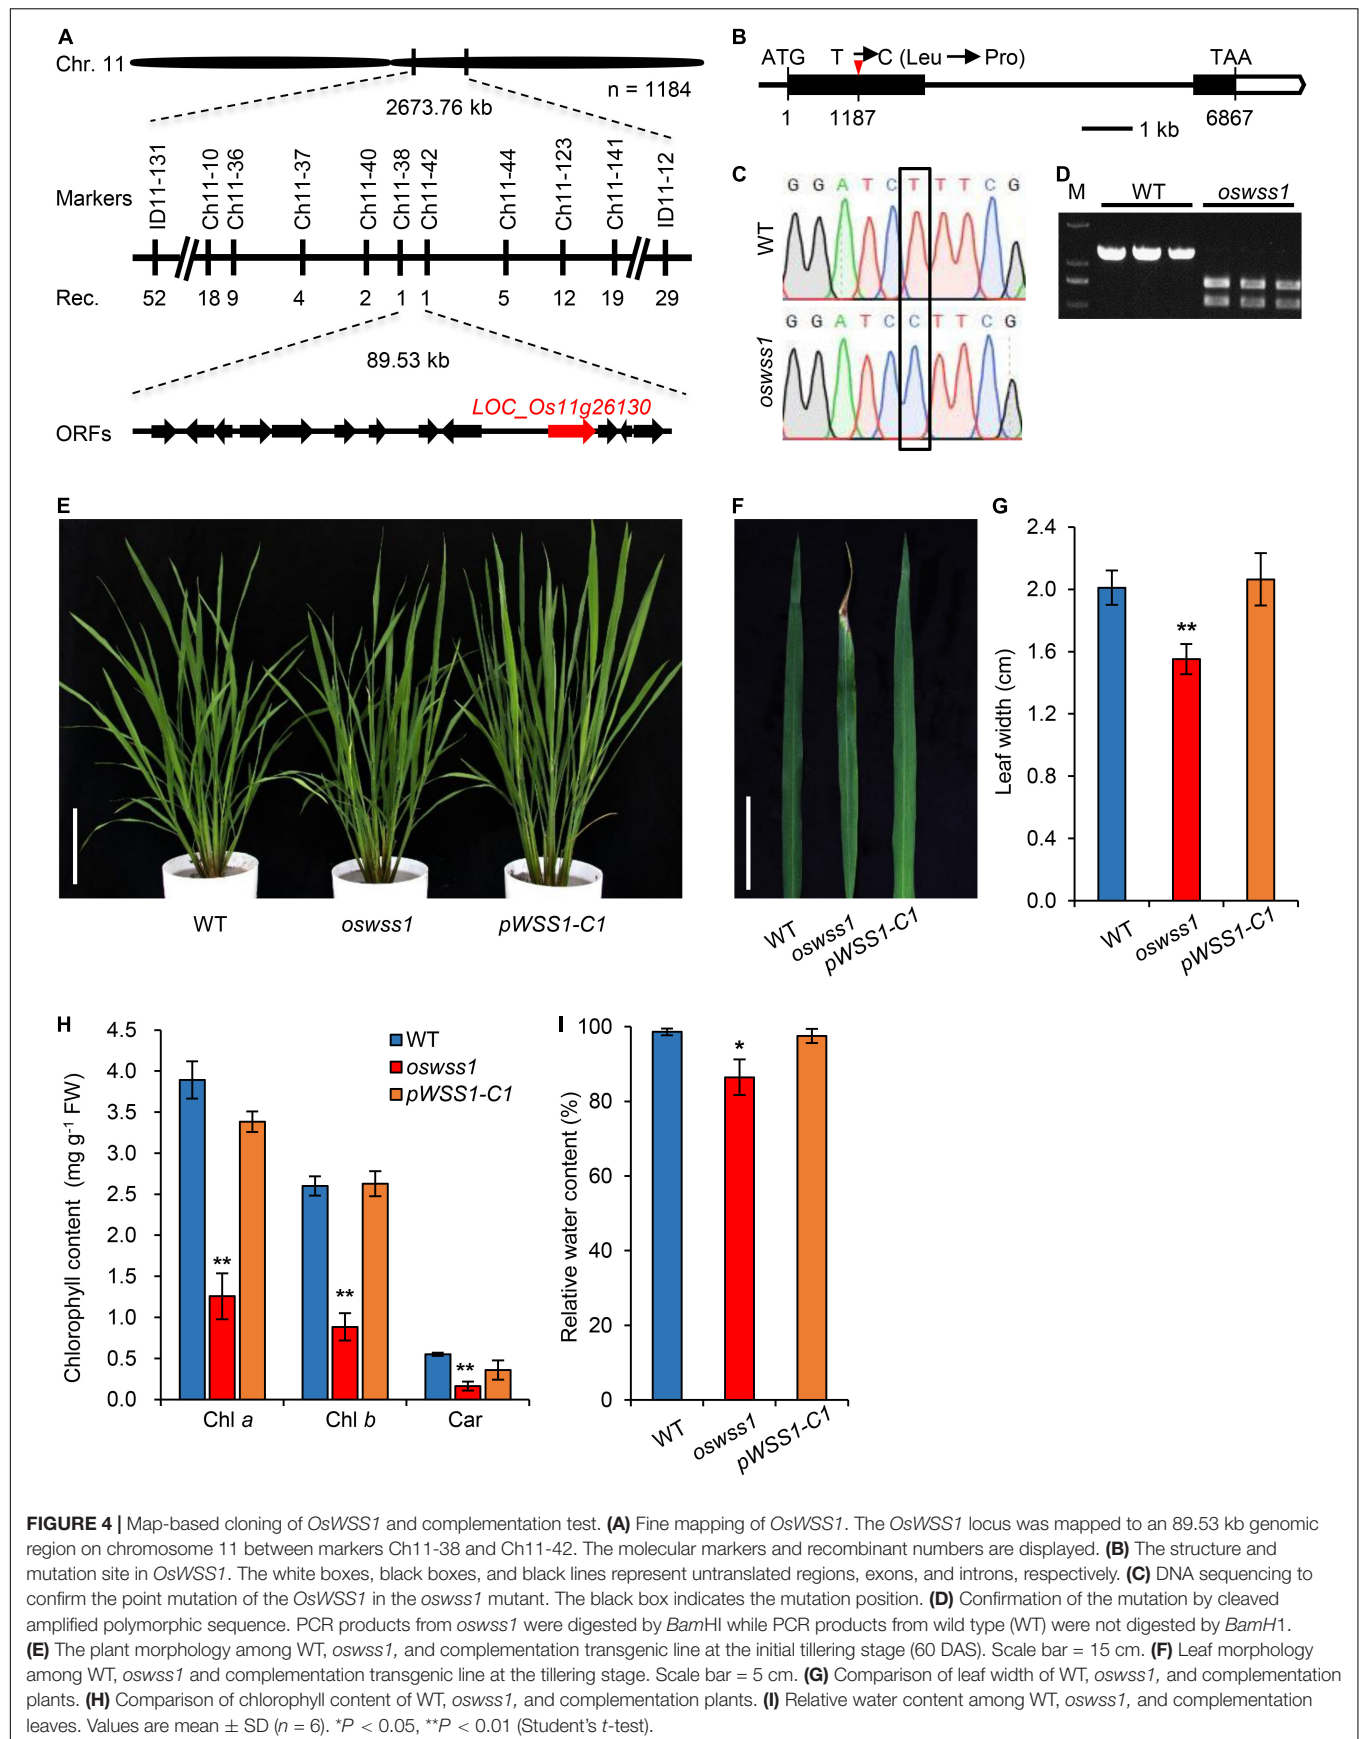 A
Chr. 11
n = 1184
2673.76 kb
Markers
ID11-131
Ch11-10
Ch11-36
Ch11-37
Ch11-40
Ch11-38
Ch11-42
Ch11-44
Ch11-123
Ch11-141
ID11-12
Rec. 52 18 9 4 2 1 1 5 12 19 29
89.53 kb
LOC_Os11g26130
ORFs
B
ATG T C (Leu Pro) TAA
1 1187 6867
1 kb
C
WT
G G A T C T T T C G
oswss1
G G A T C C T T C G
D
M WT oswss1
E
WT oswss1 pWSS1-C1
F
WT oswss1 pWSS1-C1
G
Leaf width (cm)
2.4
2.0
1.6
1.2
0.8
0.4
0.0
**
WT oswss1 pWSS1-C1
H
Chlorophyll content (mg g⁻¹ FW)
4.5
4.0
3.5
3.0
2.5
2.0
1.5
1.0
0.5
0.0
WT
oswss1
pWSS1-C1
** ** **
Chl a Chl b Car
I
Relative water content (%)
100
80
60
40
20
0
*
WT oswss1 pWSS1-C1
FIGURE 4 | Map-based cloning of OsWSS1 and complementation test. (A) Fine mapping of OsWSS1. The OsWSS1 locus was mapped to an 89.53 kb genomic
region on chromosome 11 between markers Ch11-38 and Ch11-42. The molecular markers and recombinant numbers are displayed. (B) The structure and
mutation site in OsWSS1. The white boxes, black boxes, and black lines represent untranslated regions, exons, and introns, respectively. (C) DNA sequencing to
confirm the point mutation of the OsWSS1 in the oswss1 mutant. The black box indicates the mutation position. (D) Confirmation of the mutation by cleaved
amplified polymorphic sequence. PCR products from oswss1 were digested by BamHI while PCR products from wild type (WT) were not digested by BamH1.
(E) The plant morphology among WT, oswss1, and complementation transgenic line at the initial tillering stage (60 DAS). Scale bar = 15 cm. (F) Leaf morphology
among WT, oswss1 and complementation transgenic line at the tillering stage. Scale bar = 5 cm. (G) Comparison of leaf width of WT, oswss1, and complementation
plants. (H) Comparison of chlorophyll content of WT, oswss1, and complementation plants. (I) Relative water content among WT, oswss1, and complementation
leaves. Values are mean ± SD (n = 6). *P < 0.05, **P < 0.01 (Student's t-test).